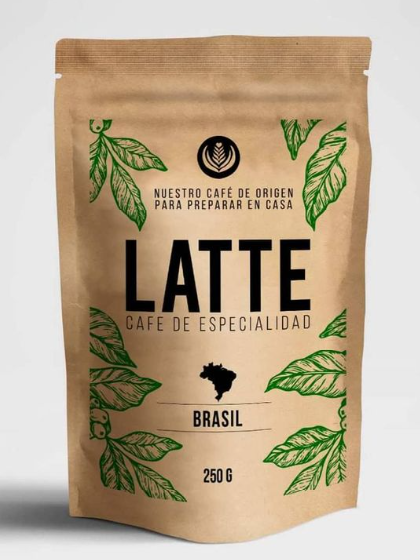 NUESTRO CAFÉ DE ORIGEN
PARA PREPARAR EN CASA
LATTE
CAFE DE ESPECIALIDAD
BRASIL
250 G